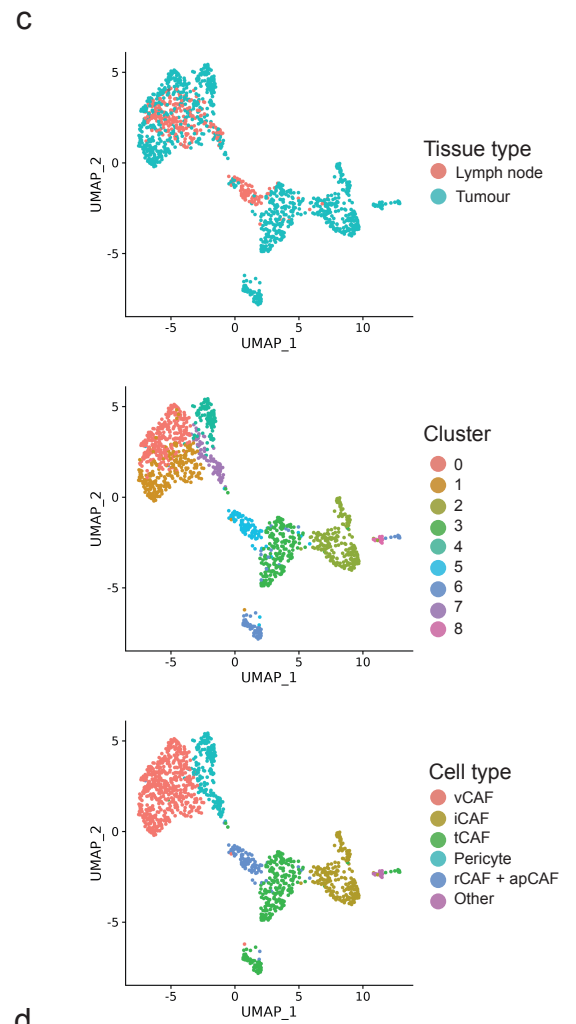 c
5
0
-5
UMAP_2
-5
0
5
10
UMAP_1
Tissue type
Lymph node
Tumour
5
0
-5
UMAP_2
-5
0
5
10
UMAP_1
Cluster
0
1
2
3
4
5
6
7
8
5
0
-5
UMAP_2
-5
0
5
10
UMAP_1
Cell type
vCAF
iCAF
tCAF
Pericyte
rCAF + apCAF
Other
d